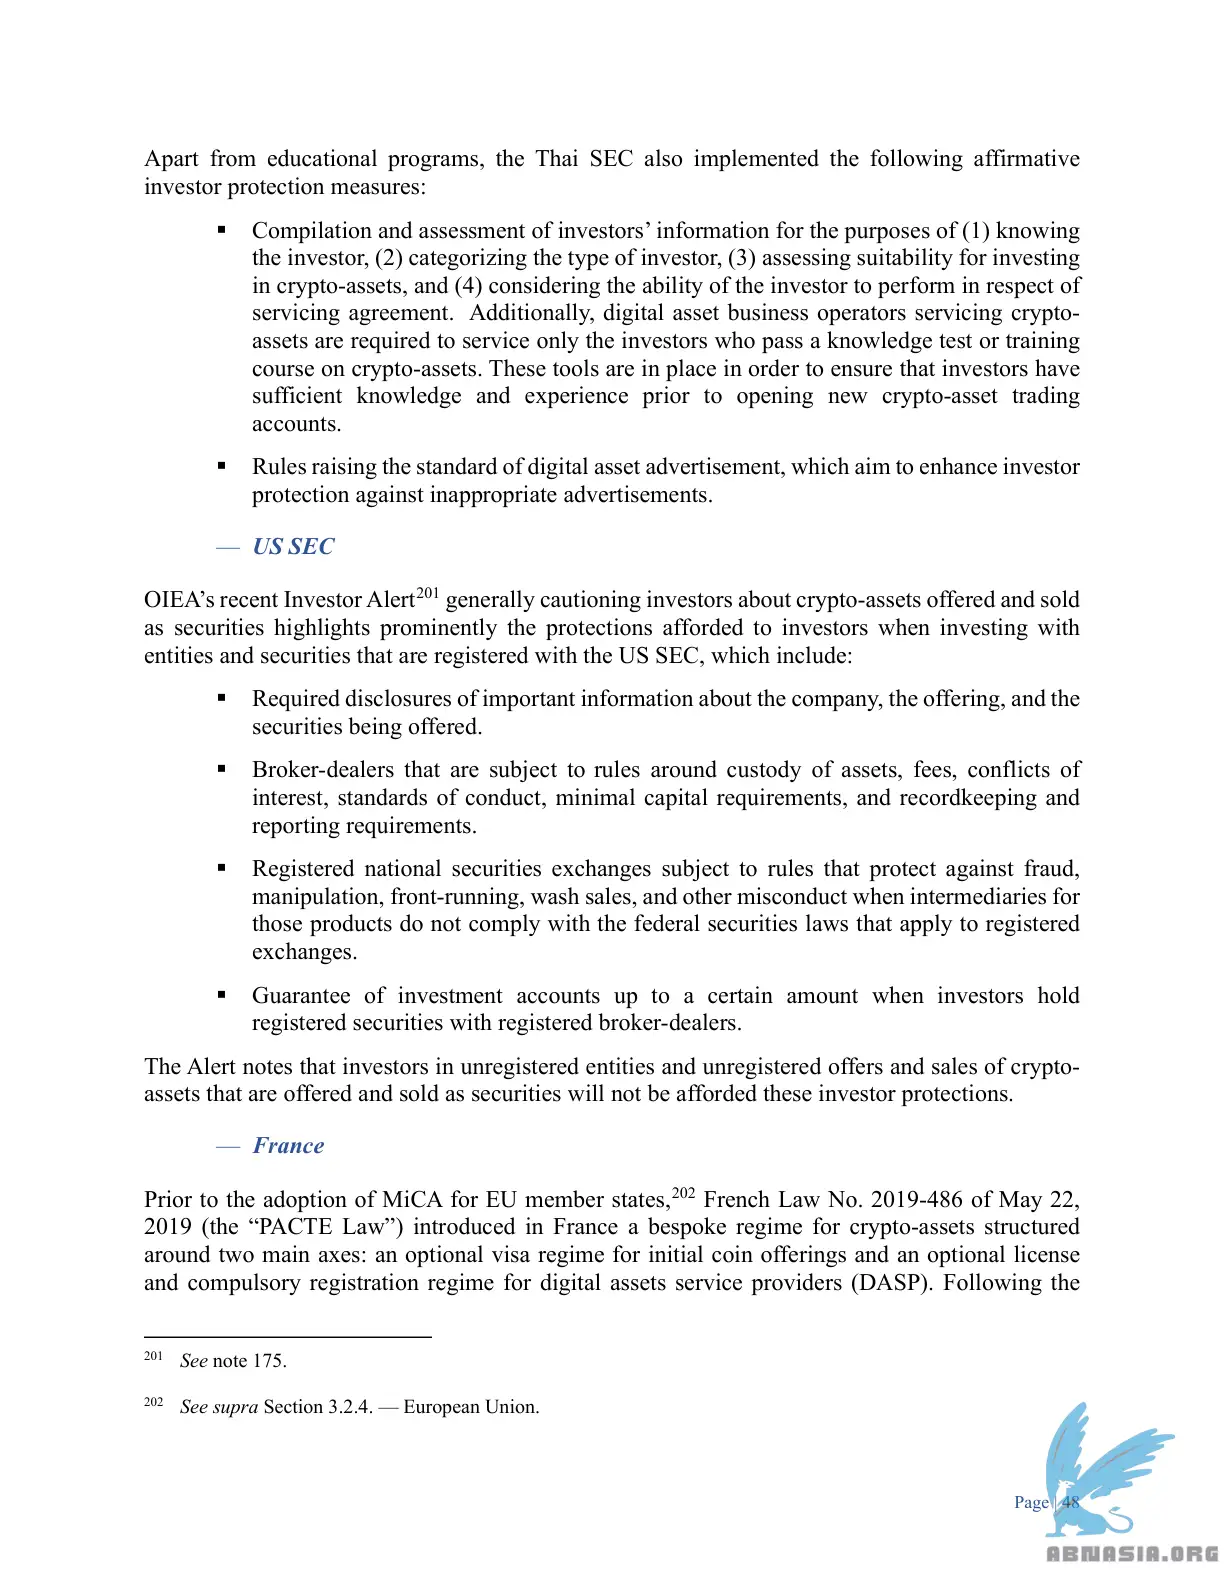 Apart from educational programs, the Thai SEC also implemented the following affirmative
investor protection measures:
▪ Compilation and assessment of investors’ information for the purposes of (1) knowing
the investor, (2) categorizing the type of investor, (3) assessing suitability for investing
in crypto-assets, and (4) considering the ability of the investor to perform in respect of
servicing agreement.  Additionally, digital asset business operators servicing crypto-
assets are required to service only the investors who pass a knowledge test or training
course on crypto-assets. These tools are in place in order to ensure that investors have
sufficient knowledge and experience prior to opening new crypto-asset trading
accounts.
▪ Rules raising the standard of digital asset advertisement, which aim to enhance investor
protection against inappropriate advertisements.
— US SEC
OIEA’s recent Investor Alert201 generally cautioning investors about crypto-assets offered and sold
as securities highlights prominently the protections afforded to investors when investing with
entities and securities that are registered with the US SEC, which include:
▪ Required disclosures of important information about the company, the offering, and the
securities being offered.
▪ Broker-dealers that are subject to rules around custody of assets, fees, conflicts of
interest, standards of conduct, minimal capital requirements, and recordkeeping and
reporting requirements.
▪ Registered national securities exchanges subject to rules that protect against fraud,
manipulation, front-running, wash sales, and other misconduct when intermediaries for
those products do not comply with the federal securities laws that apply to registered
exchanges.
▪ Guarantee of investment accounts up to a certain amount when investors hold
registered securities with registered broker-dealers.
The Alert notes that investors in unregistered entities and unregistered offers and sales of crypto-
assets that are offered and sold as securities will not be afforded these investor protections.
— France
Prior to the adoption of MiCA for EU member states,202 French Law No. 2019-486 of May 22,
2019 (the “PACTE Law”) introduced in France a bespoke regime for crypto-assets structured
around two main axes: an optional visa regime for initial coin offerings and an optional license
and compulsory registration regime for digital assets service providers (DASP). Following the
201 See note 175.
202 See supra Section 3.2.4. — European Union.
Page | 48
ABNASIA.ORG